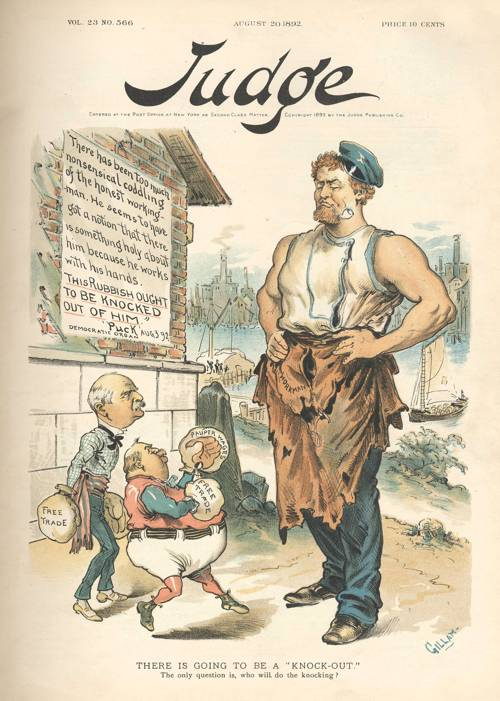 VOL. 23 NO. 566 AUGUST 20 1892. PRICE 10 CENTS
Judge
ENTERED AT THE POST OFFICE AT NEW YORK AS SECOND CLASS MATTER. COPYRIGHT 1892 BY THE JUDGE PUBLISHING CO.
There has been too much
nonsensical coddling
of the honest working-
man. He seems to have
got a notion that there
is something holy about
him because he works
with his hands.
THIS RUBBISH OUGHT
TO BE KNOCKED
OUT OF HIM"
Puck AUG 3 92
DEMOCRATIC ORGAN
WORKMAN
PAUPER WAGES
FREE
TRADE
FREE
TRADE
GILLAM
THERE IS GOING TO BE A "KNOCK-OUT."
The only question is, who will do the knocking?